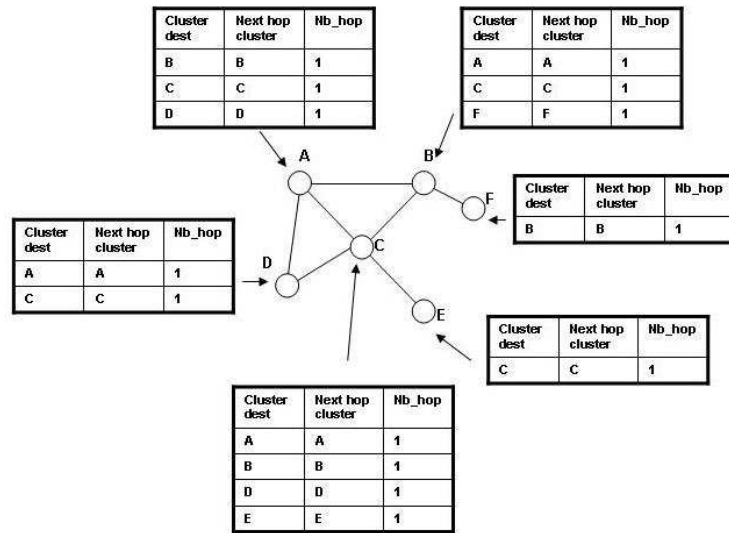 Cluster dest Next hop cluster Nb_hop
B B 1
C C 1
D D 1
Cluster dest Next hop cluster Nb_hop
A A 1
C C 1
F F 1
A
B
F
Cluster dest Next hop cluster Nb_hop
B B 1
Cluster dest Next hop cluster Nb_hop
A A 1
C C 1
D
C
E
Cluster dest Next hop cluster Nb_hop
C C 1
Cluster dest Next hop cluster Nb_hop
A A 1
B B 1
D D 1
E E 1